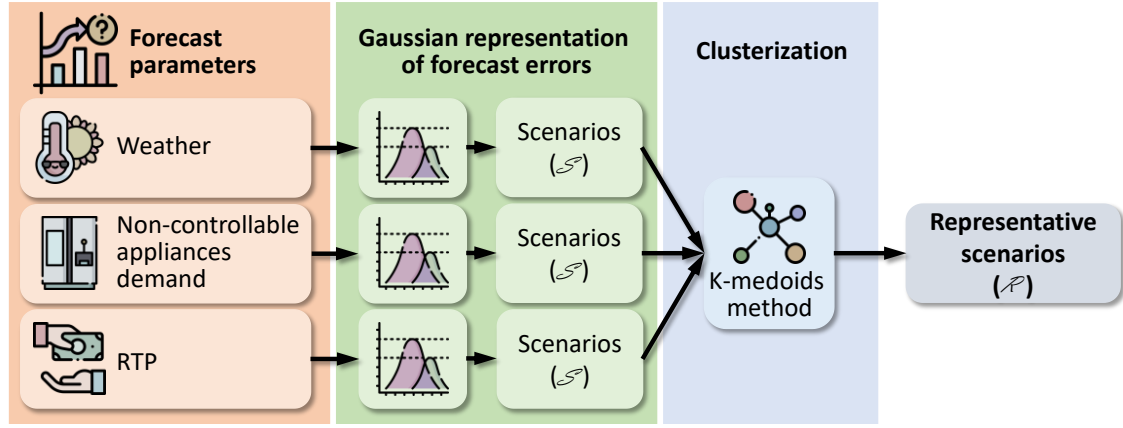 Forecast
parameters
Gaussian representation
of forecast errors
Clusterization
Weather
Scenarios
(𝒮)
Non-controllable
appliances
demand
Scenarios
(𝒮)
K-medoids
method
Representative
scenarios
(ℛ)
RTP
Scenarios
(𝒮)
?